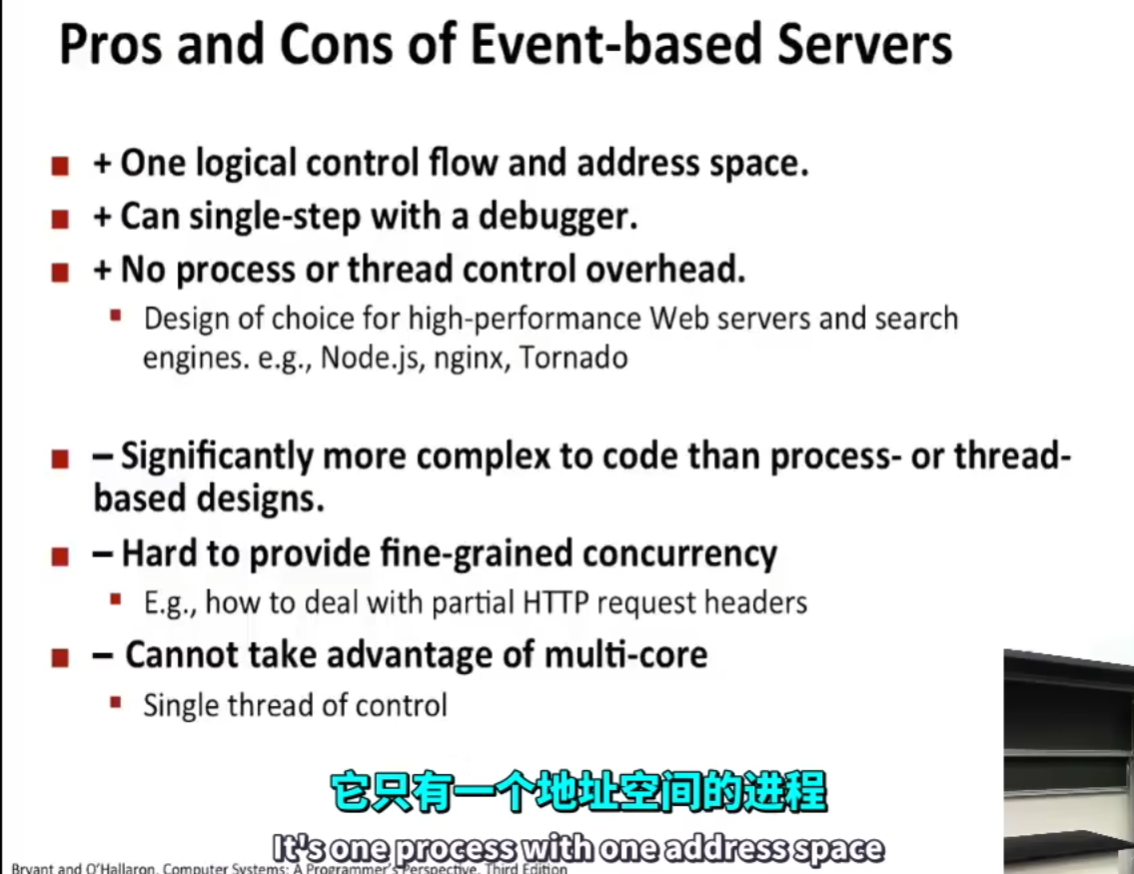 Pros and Cons of Event-based Servers
+ One logical control flow and address space.
+ Can single-step with a debugger.
+ No process or thread control overhead.
Design of choice for high-performance Web servers and search
engines. e.g., Node.js, nginx, Tornado
– Significantly more complex to code than process- or thread-
based designs.
– Hard to provide fine-grained concurrency
E.g., how to deal with partial HTTP request headers
– Cannot take advantage of multi-core
Single thread of control
它只有一个地址空间的进程
It's one process with one address space
Bryant and O'Hallaron, Computer Systems: A Programmer's Perspective, Third Edition